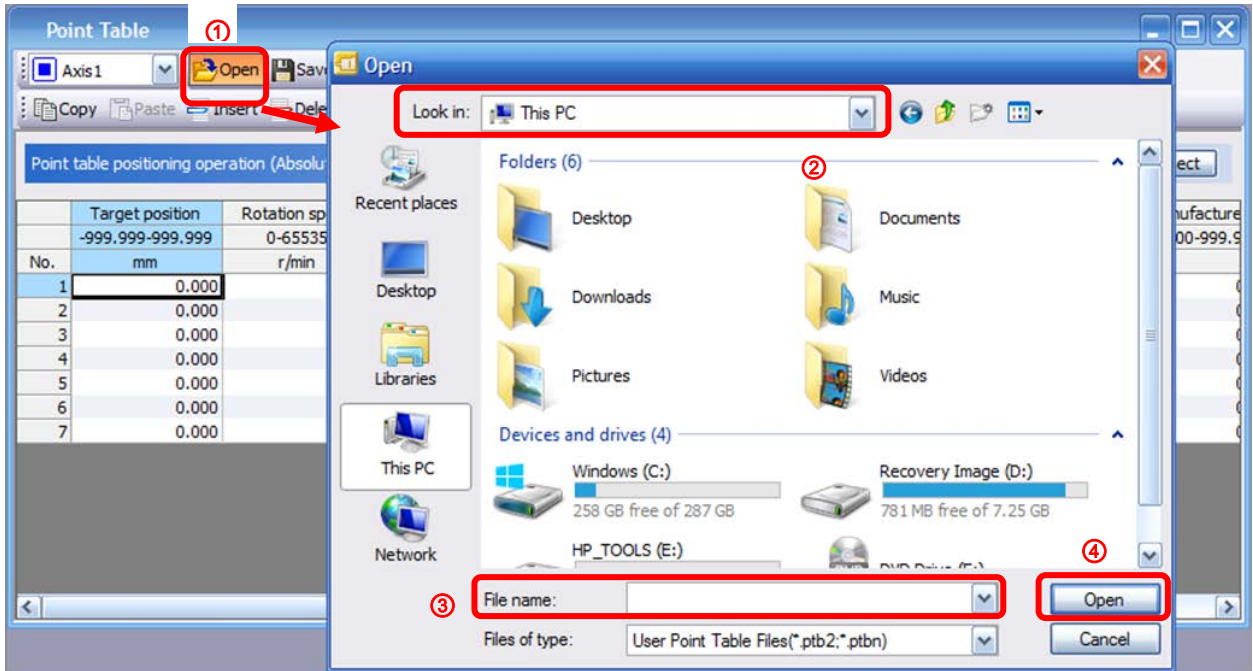 Point Table
①
Axis1 Open Save
Copy Paste Insert Dele
Point table positioning operation (Absolu
ect
Target position Rotation sp
-999.999-999.999 0-65535
No. mm r/min
1 0.000
2 0.000
3 0.000
4 0.000
5 0.000
6 0.000
7 0.000
nufacture
00-999.9
Open
Look in: This PC
②
Recent places
Desktop
Libraries
This PC
Network
Folders (6)
Desktop Documents
Downloads Music
Pictures Videos
Devices and drives (4)
Windows (C:) Recovery Image (D:)
258 GB free of 287 GB 781 MB free of 7.25 GB
HP_TOOLS (E:)
④
③ File name: Open
Files of type: User Point Table Files(*.ptb2;*.ptbn) Cancel